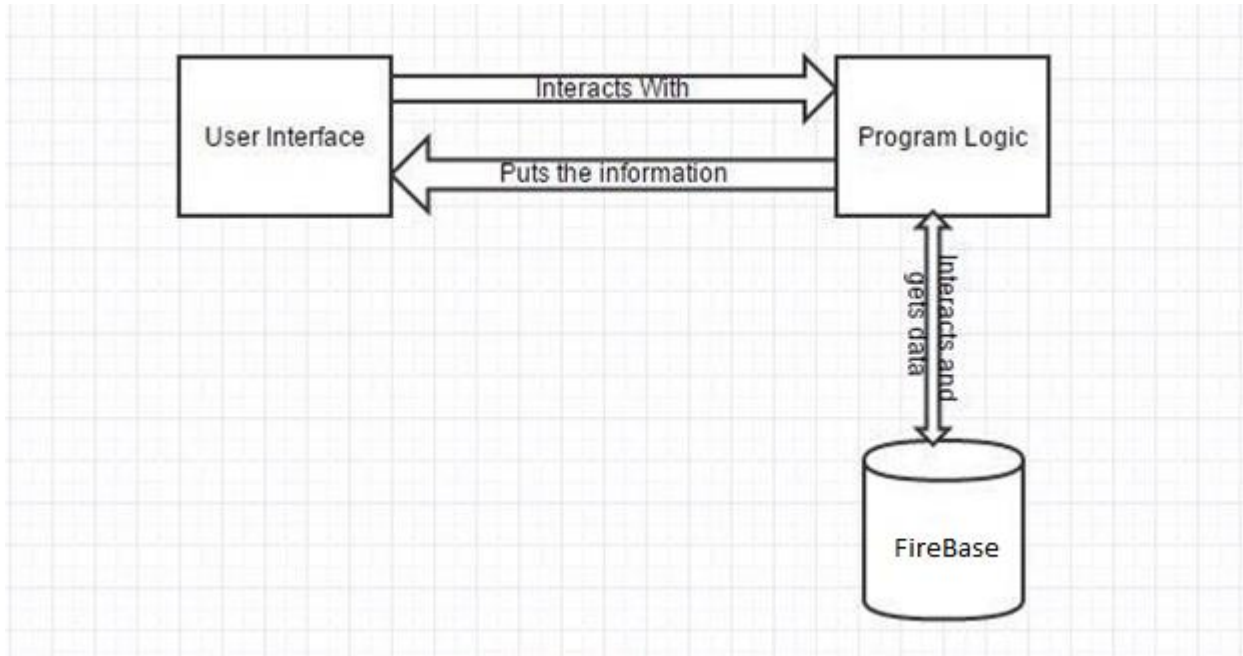 Interacts With
User Interface
Program Logic
Puts the information
Interacts and
gets data
FireBase